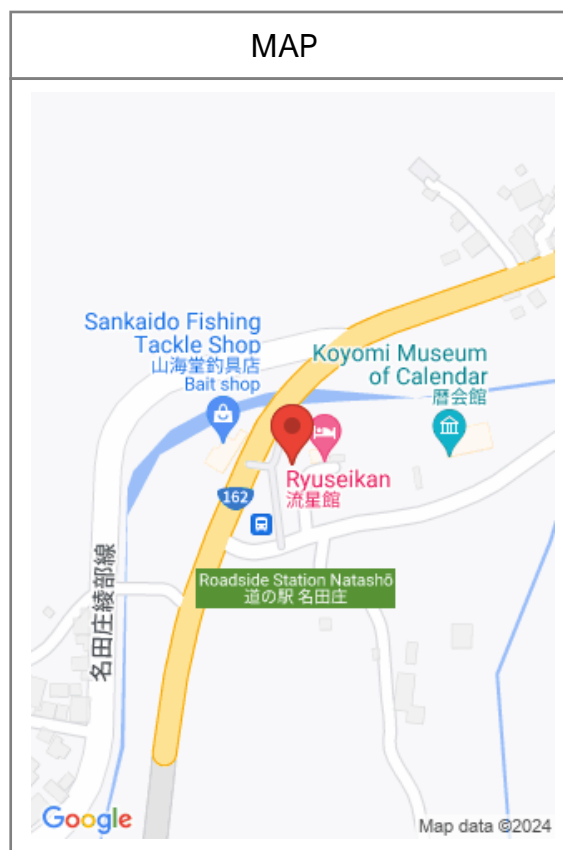 MAP
Sankaido Fishing
Tackle Shop
山海堂釣具店
Bait shop
Koyomi Museum
of Calendar
暦会館
Ryuseikan
流星館
162
Roadside Station Natashō
道の駅 名田庄
名田庄綾部線
Google
Map data ©2024